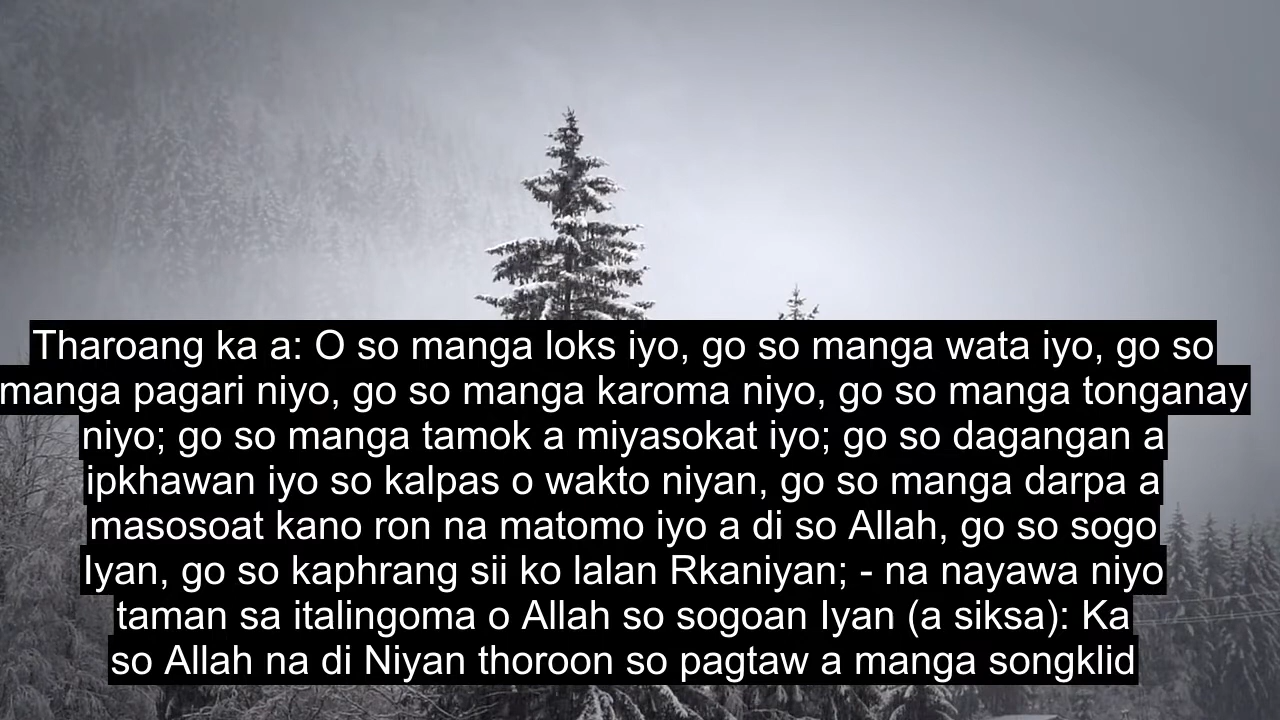 Tharoang ka a: O so manga loks iyo, go so manga wata iyo, go so
manga pagari niyo, go so manga karoma niyo, go so manga tonganay
niyo; go so manga tamok a miyasokat iyo; go so dagangan a
ipkhawan iyo so kalpas o wakto niyan, go so manga darpa a
masosoat kano ron na matomo iyo a di so Allah, go so sogo
Iyan, go so kaphrang sii ko lalan Rkaniyan; - na nayawa niyo
taman sa italingoma o Allah so sogoan Iyan (a siksa): Ka
so Allah na di Niyan thoroon so pagtaw a manga songklid